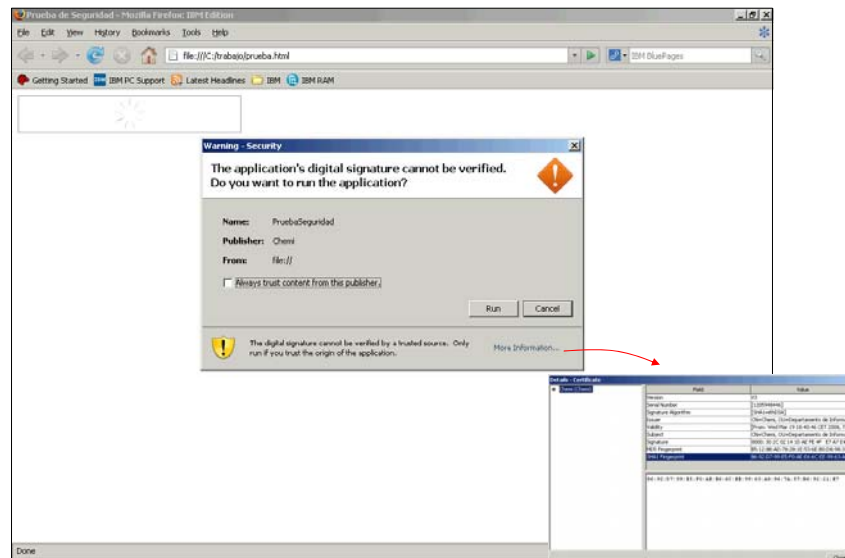 Prueba de Seguridad - Mozilla Firefox: IBM Edition
File Edit View History Bookmarks Tools Help
file:///C:/trabajo/prueba.html
IBM BluePages
Getting Started IBM PC Support Latest Headlines IBM IBM RAM
Warning - Security
The application's digital signature cannot be verified.
Do you want to run the application?
Name: PruebaSeguridad
Publisher: Chemi
From: file://
Always trust content from this publisher.
Run Cancel
The digital signature cannot be verified by a trusted source. Only
run if you trust the origin of the application.
More Information...
Details - Certificate
Field Value
Version V3
Serial Number
Signature Algorithm
Issuer
Validity
Subject
Signature
MD5 Fingerprint
SHA1 Fingerprint
Done